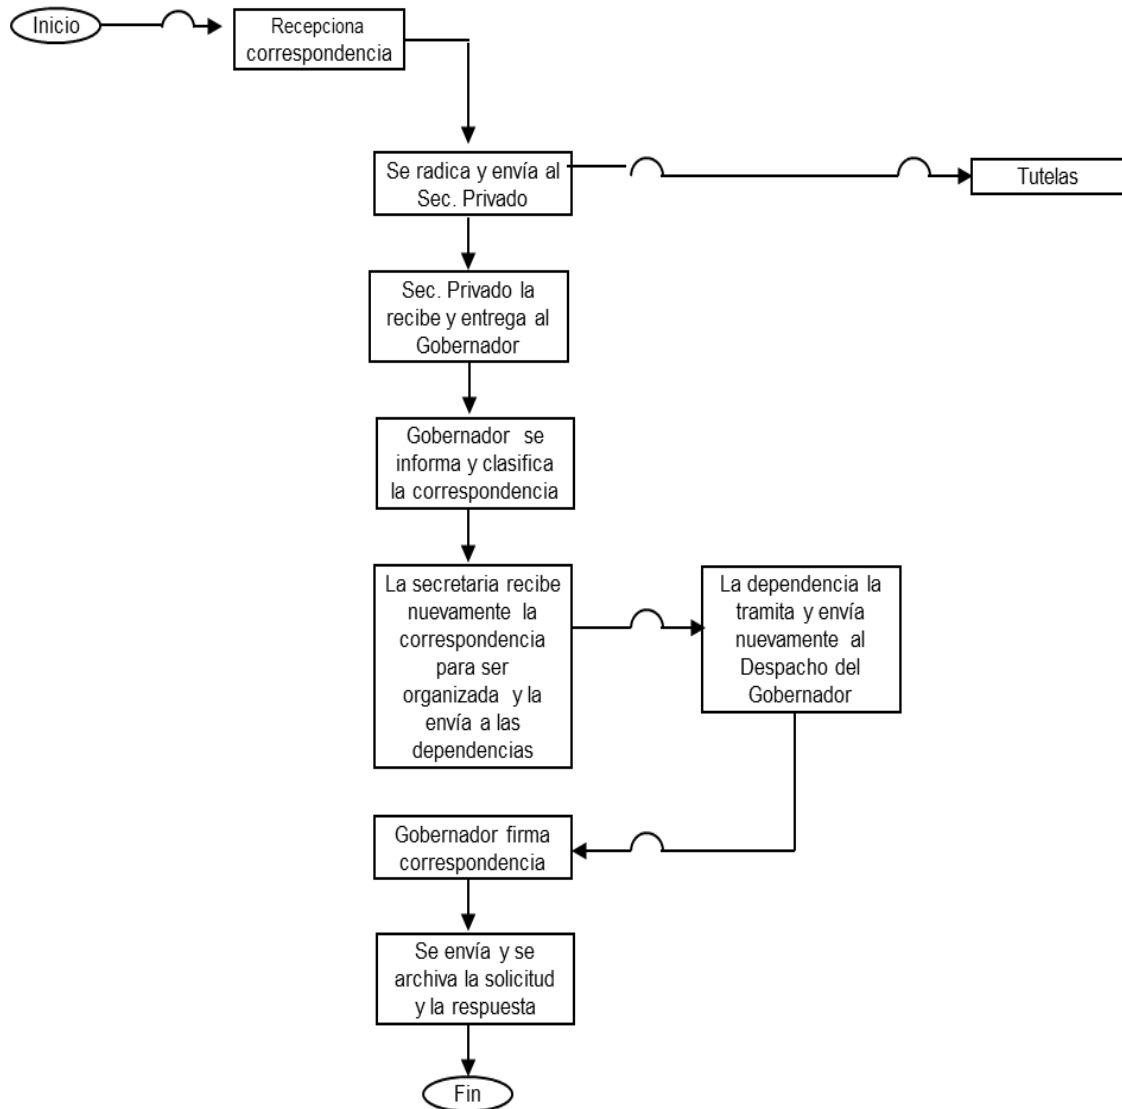 Inicio
Recepciona
correspondencia
Se radica y envía al
Sec. Privado
Tutelas
Sec. Privado la
recibe y entrega al
Gobernador
Gobernador se
informa y clasifica
la correspondencia
La secretaria recibe
nuevamente la
correspondencia
para ser
organizada y la
envía a las
dependencias
La dependencia la
tramita y envía
nuevamente al
Despacho del
Gobernador
Gobernador firma
correspondencia
Se envía y se
archiva la solicitud
y la respuesta
Fin